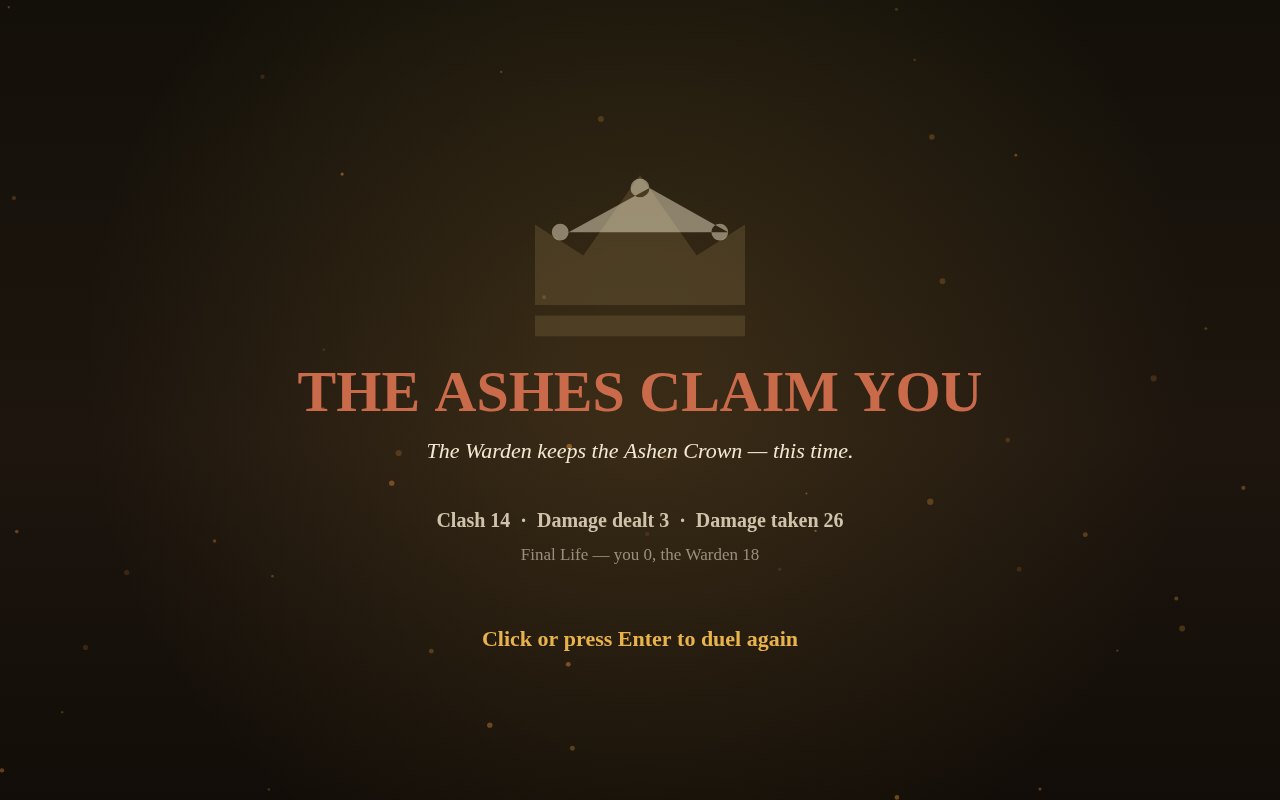 THE ASHES CLAIM YOU
The Warden keeps the Ashen Crown — this time.
Clash 14 · Damage dealt 3 · Damage taken 26
Final Life — you 0, the Warden 18
Click or press Enter to duel again